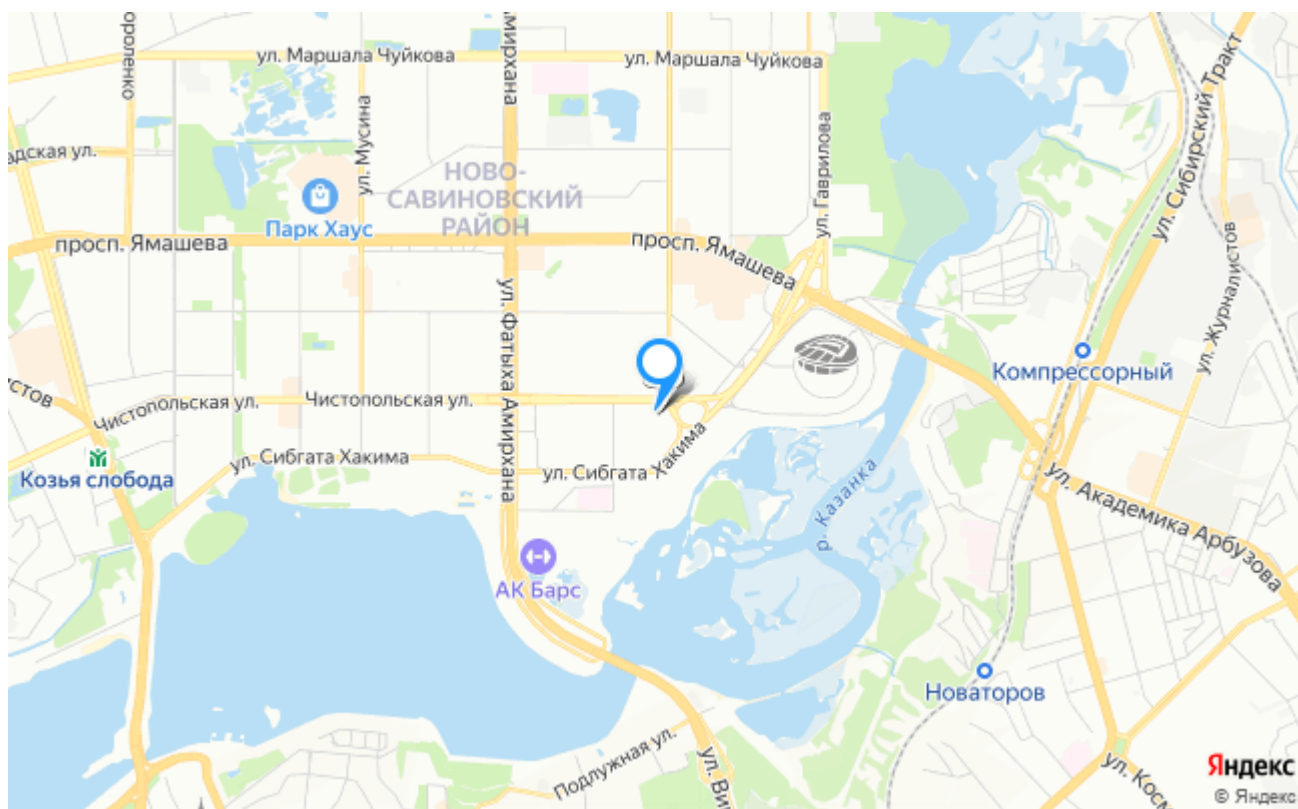 ороленко
Амирхана
ул. Маршала Чуйкова
ул. Маршала Чуйкова
ул. Сибирский Тракт
адская ул.
ул. Мусина
ул. Гаврилова
НОВО-
САВИНОВСКИЙ
РАЙОН
Парк Хаус
просп. Ямашева
просп. Ямашева
ул. Журналистов
ул. Фатыха Амирхана
Компрессорный
истов
Чистопольская ул.
Чистопольская ул.
ул. Сибгата Хакима
ул. Сибгата Хакима
Козья слобода
р. Казанка
ул. Академика Арбузова
АК Барс
Новаторов
Подлужная ул.
ул. Ви
ул. Кос
Яндекс
© Яндекс